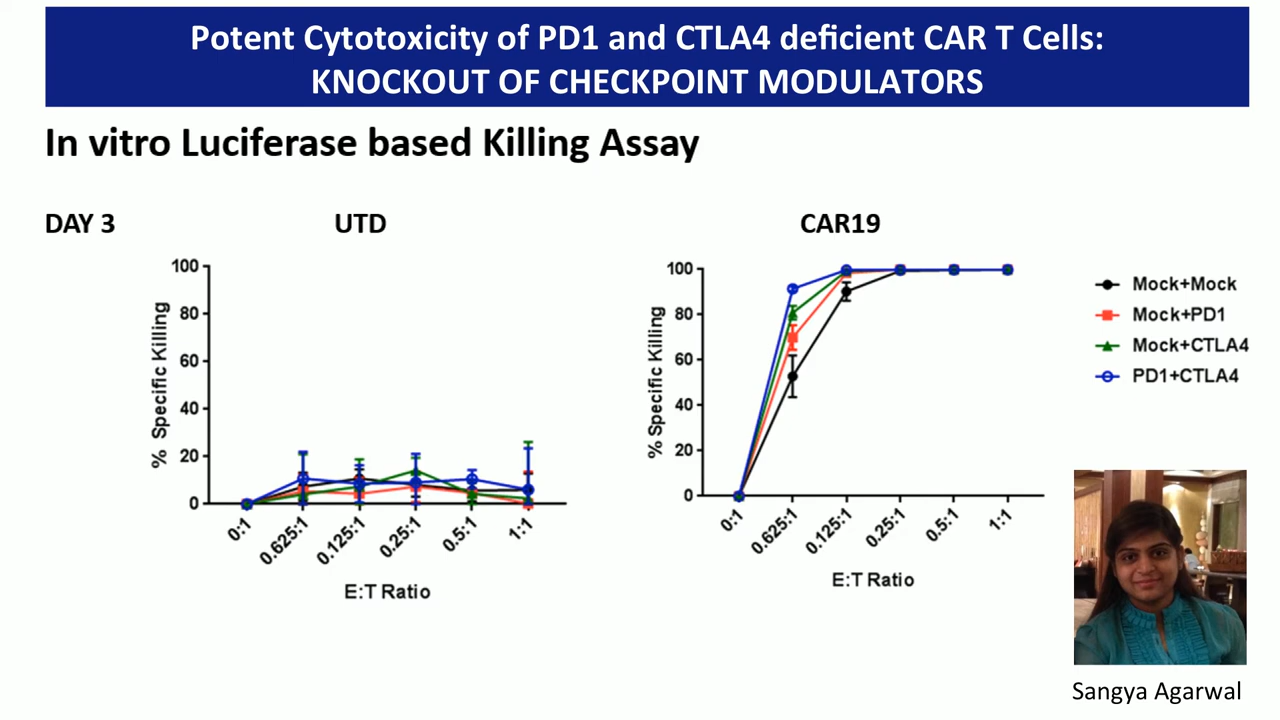 Potent Cytotoxicity of PD1 and CTLA4 deficient CAR T Cells:
KNOCKOUT OF CHECKPOINT MODULATORS
In vitro Luciferase based Killing Assay
DAY 3
UTD
CAR19
% Specific Killing
100
80
60
40
20
0
0:1
0.625:1
0.125:1
0.25:1
0.5:1
1:1
E:T Ratio
% Specific Killing
100
80
60
40
20
0
0:1
0.625:1
0.125:1
0.25:1
0.5:1
1:1
E:T Ratio
Mock+Mock
Mock+PD1
Mock+CTLA4
PD1+CTLA4
Sangya Agarwal